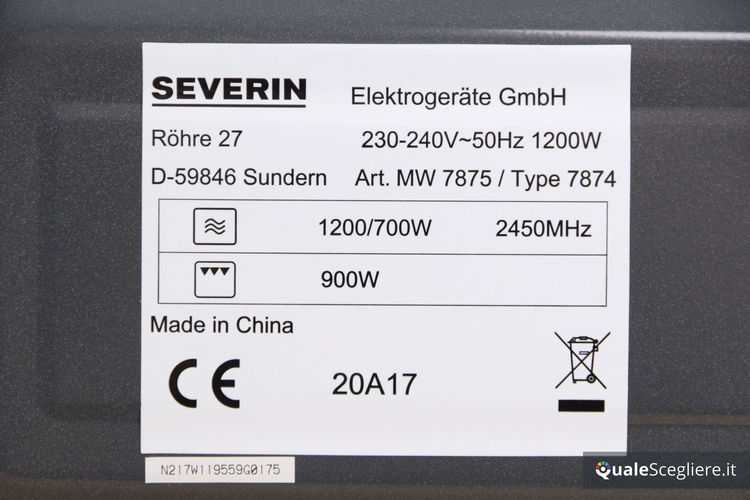 SEVERIN Elektrogeräte GmbH
Röhre 27 230-240V~50Hz 1200W
D-59846 Sundern Art. MW 7875 / Type 7874
1200/700W 2450MHz
900W
Made in China
CE 20A17
N217W119559G0175
QualeScegliere.it